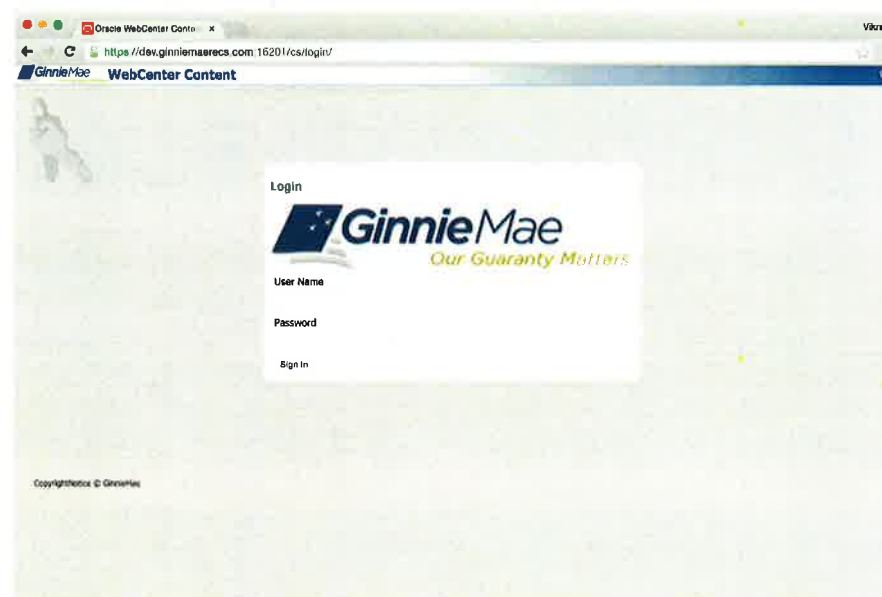 Oracle WebCenter Conte x
https://dev.ginniemaerecs.com:16201/cs/login/
GinnieMae WebCenter Content
Login
GinnieMae
Our Guaranty Matters
User Name
Password
Sign In
CopyrightNotice © GinnieMae